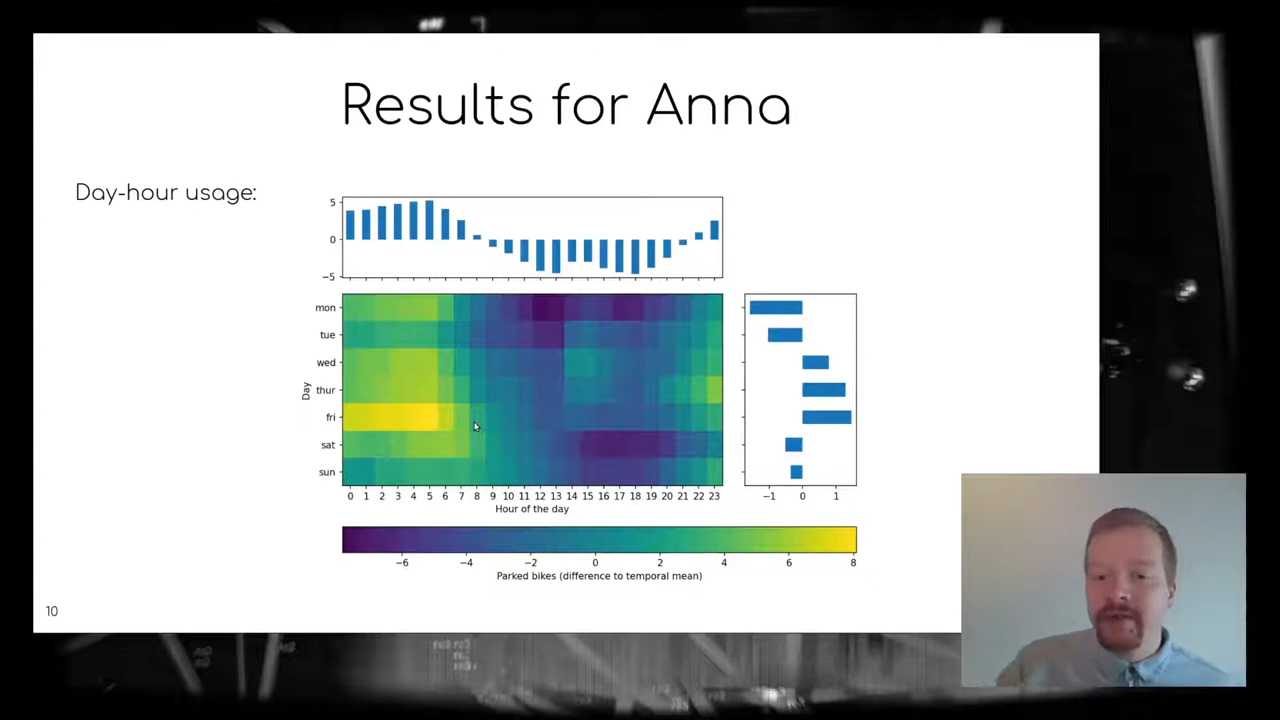 Results for Anna
Day-hour usage:
5
0
−5
mon
tue
wed
thur
fri
sat
sun
Day
0 1 2 3 4 5 6 7 8 9 10 11 12 13 14 15 16 17 18 19 20 21 22 23
Hour of the day
−1 0 1
−6 −4 −2 0 2 4 6 8
Parked bikes (difference to temporal mean)
10